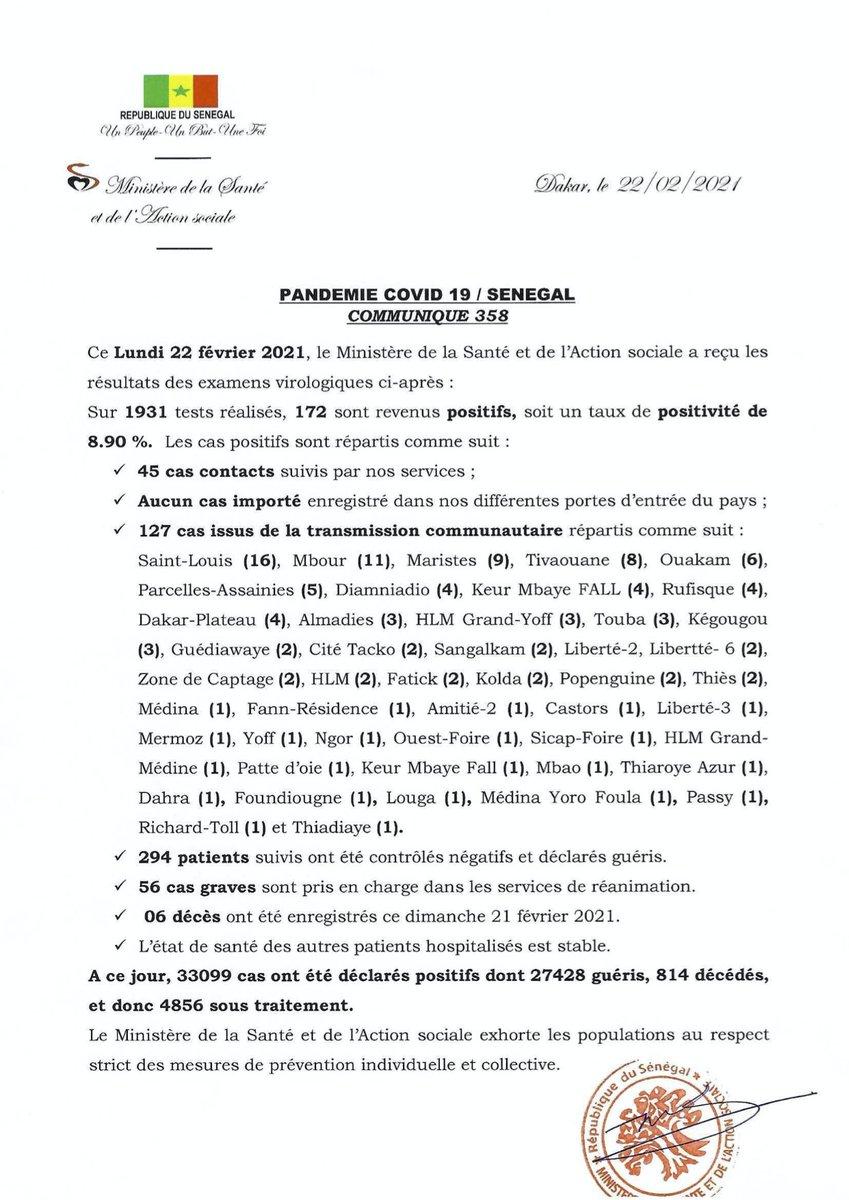 REPUBLIQUE DU SENEGAL
Un Peuple-Un But-Une Foi
Ministère de la Santé
et de l'Action sociale
Dakar, le 22/02/2021
PANDEMIE COVID 19 / SENEGAL
COMMUNIQUE 358
Ce Lundi 22 février 2021, le Ministère de la Santé et de l'Action sociale a reçu les
résultats des examens virologiques ci-après :
Sur 1931 tests réalisés, 172 sont revenus positifs, soit un taux de positivité de
8.90 %. Les cas positifs sont répartis comme suit :
✓ 45 cas contacts suivis par nos services ;
✓ Aucun cas importé enregistré dans nos différentes portes d'entrée du pays ;
✓ 127 cas issus de la transmission communautaire répartis comme suit :
Saint-Louis (16), Mbour (11), Maristes (9), Tivaouane (8), Ouakam (6),
Parcelles-Assainies (5), Diamniadio (4), Keur Mbaye FALL (4), Rufisque (4),
Dakar-Plateau (4), Almadies (3), HLM Grand-Yoff (3), Touba (3), Kégougou
(3), Guédiawaye (2), Cité Tacko (2), Sangalkam (2), Liberté-2, Libertté- 6 (2),
Zone de Captage (2), HLM (2), Fatick (2), Kolda (2), Popenguine (2), Thiès (2),
Médina (1), Fann-Résidence (1), Amitié-2 (1), Castors (1), Liberté-3 (1),
Mermoz (1), Yoff (1), Ngor (1), Ouest-Foire (1), Sicap-Foire (1), HLM Grand-
Médine (1), Patte d'oie (1), Keur Mbaye Fall (1), Mbao (1), Thiaroye Azur (1),
Dahra (1), Foundiougne (1), Louga (1), Médina Yoro Foula (1), Passy (1),
Richard-Toll (1) et Thiadiaye (1).
✓ 294 patients suivis ont été contrôlés négatifs et déclarés guéris.
✓ 56 cas graves sont pris en charge dans les services de réanimation.
✓ 06 décès ont été enregistrés ce dimanche 21 février 2021.
✓ L'état de santé des autres patients hospitalisés est stable.
A ce jour, 33099 cas ont été déclarés positifs dont 27428 guéris, 814 décédés,
et donc 4856 sous traitement.
Le Ministère de la Santé et de l'Action sociale exhorte les populations au respect
strict des mesures de prévention individuelle et collective.
République du Sénégal
ET DE L'ACTION SOCIALE